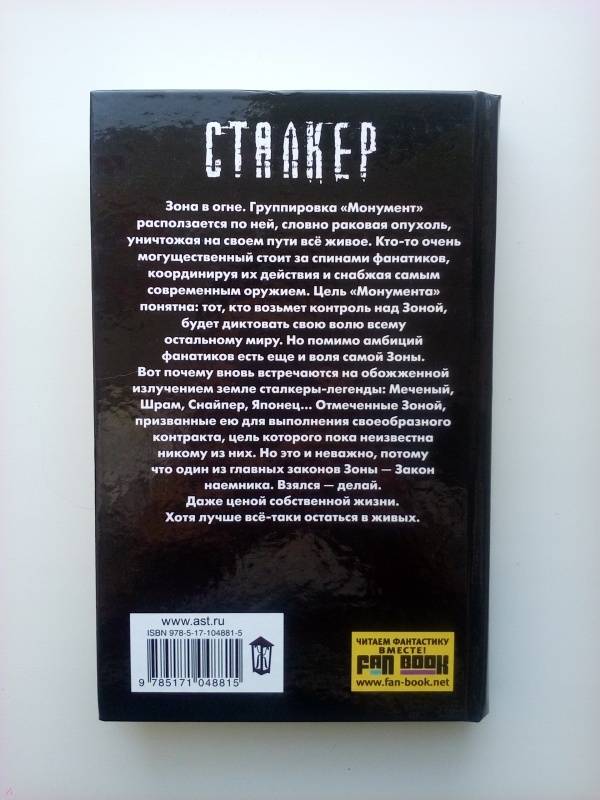 СТАЛКЕР
Зона в огне. Группировка «Монумент»
расползается по ней, словно раковая опухоль,
уничтожая на своем пути всё живое. Кто-то очень
могущественный стоит за спинами фанатиков,
координируя их действия и снабжая самым
современным оружием. Цель «Монумента»
понятна: тот, кто возьмет контроль над Зоной,
будет диктовать свою волю всему
остальному миру. Но помимо амбиций
фанатиков есть еще и воля самой Зоны.
Вот почему вновь встречаются на обожженной
излучением земле сталкеры-легенды: Меченый,
Шрам, Снайпер, Японец... Отмеченные Зоной,
призванные ею для выполнения своеобразного
контракта, цель которого пока неизвестна
никому из них. Но это и неважно, потому
что один из главных законов Зоны — Закон
наемника. Взялся — делай.
Даже ценой собственной жизни.
Хотя лучше всё-таки остаться в живых.
www.ast.ru
ISBN 978-5-17-104881-5
9 785171 048815
ЧИТАЕМ ФАНТАСТИКУ
ВМЕСТЕ!
FAN BOOK
www.fan-book.net